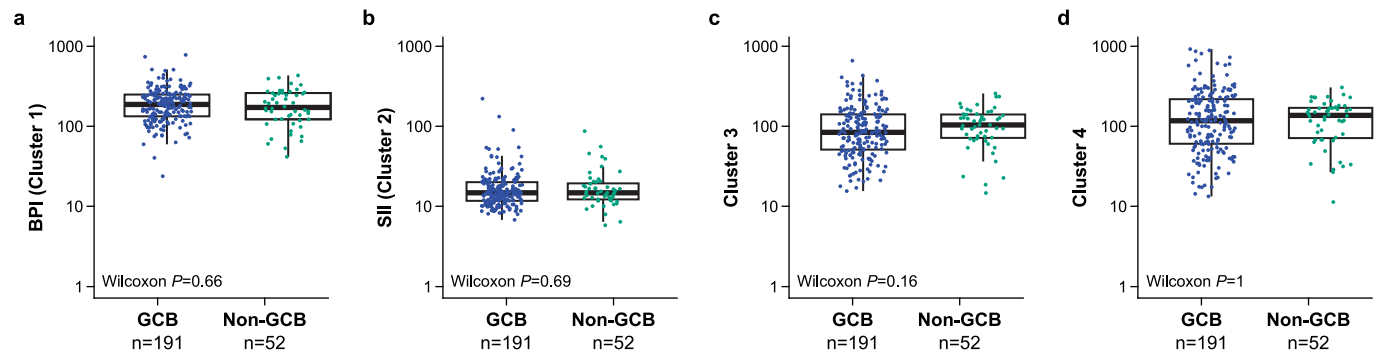 a
BPI (Cluster 1)
1000
100
10
1
Wilcoxon P=0.66
GCB Non-GCB
n=191 n=52
b
SII (Cluster 2)
1000
100
10
1
Wilcoxon P=0.69
GCB Non-GCB
n=191 n=52
c
Cluster 3
1000
100
10
1
Wilcoxon P=0.16
GCB Non-GCB
n=191 n=52
d
Cluster 4
1000
100
10
1
Wilcoxon P=1
GCB Non-GCB
n=191 n=52